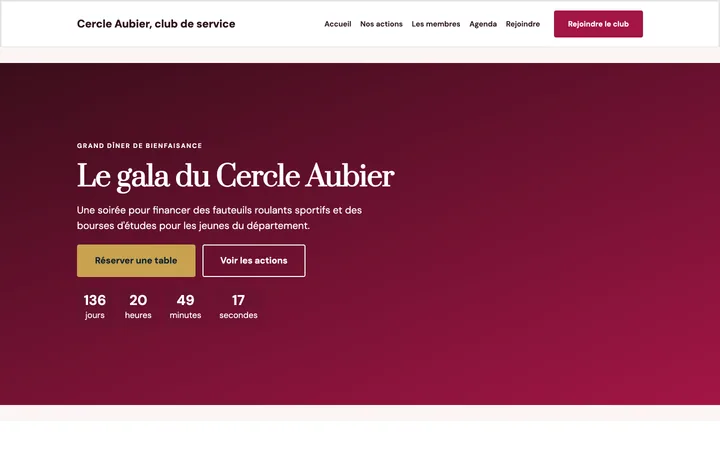 Cercle Aubier, club de service
Accueil Nos actions Les membres Agenda Rejoindre Rejoindre le club
GRAND DÎNER DE BIENFAISANCE
Le gala du Cercle Aubier
Une soirée pour financer des fauteuils roulants sportifs et des
bourses d'études pour les jeunes du département.
Réserver une table Voir les actions
136 20 49 17
jours heures minutes secondes